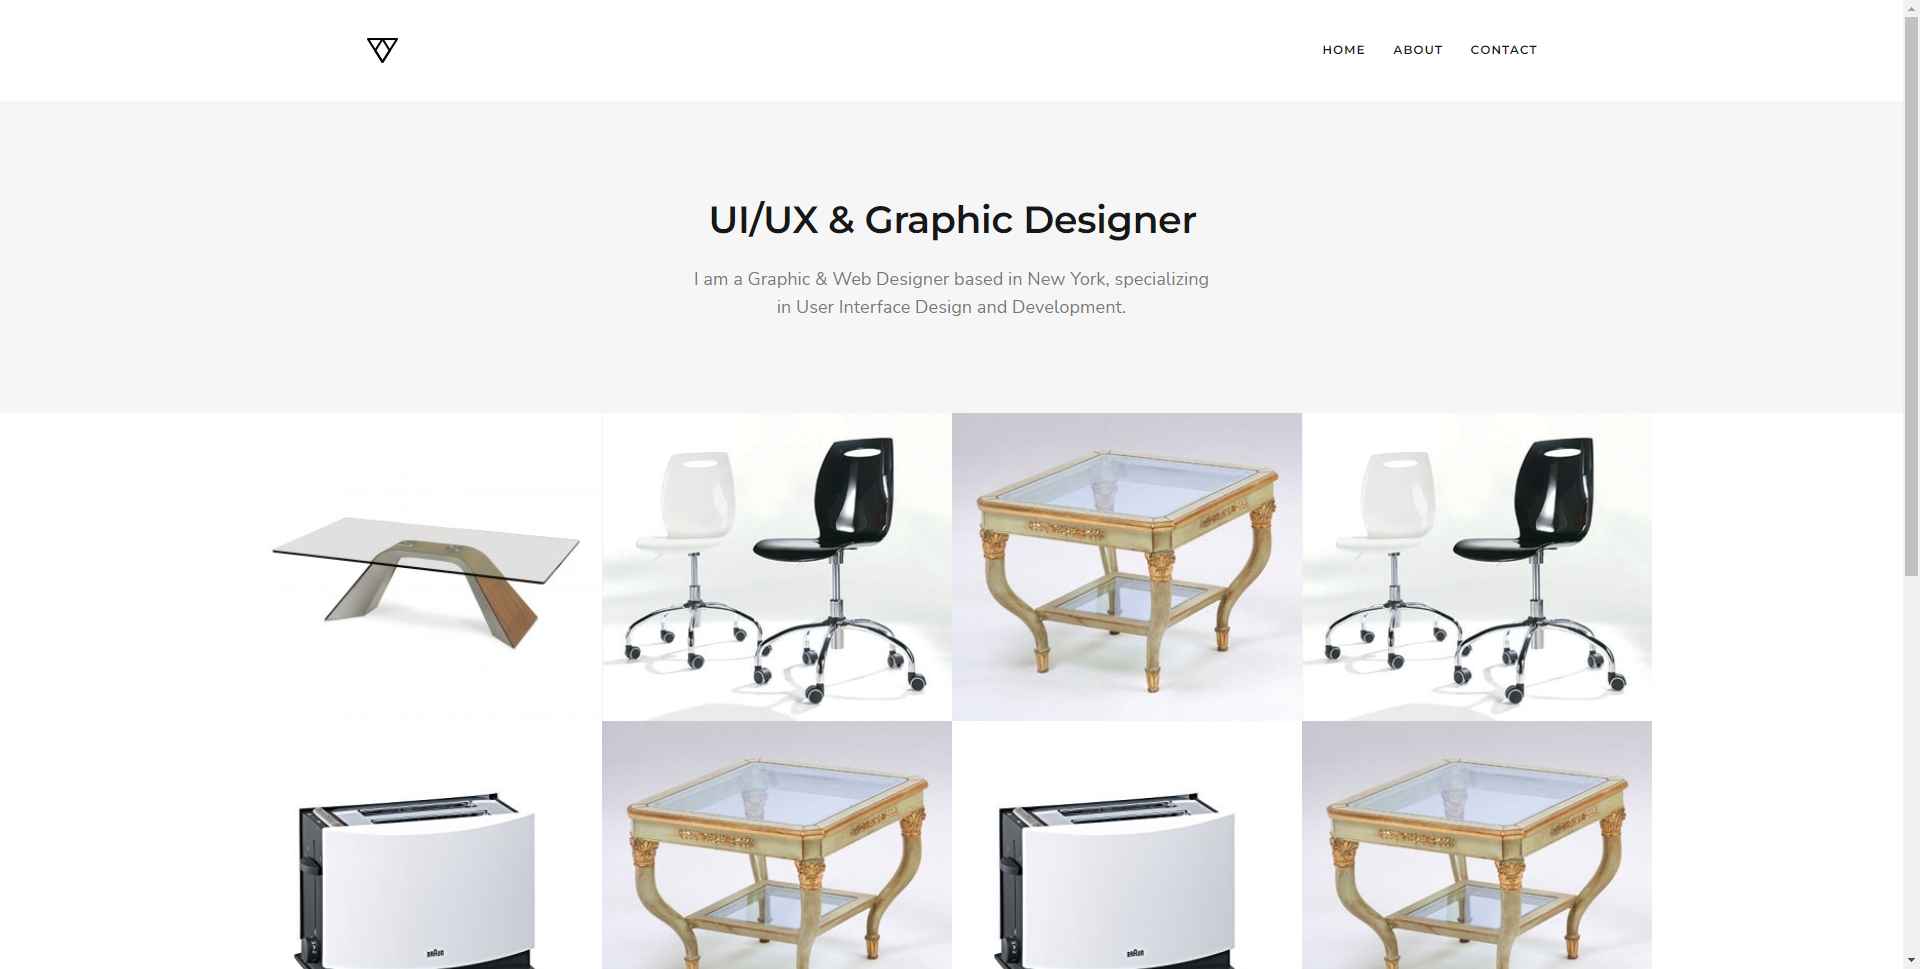 HOME ABOUT CONTACT
UI/UX & Graphic Designer
I am a Graphic & Web Designer based in New York, specializing
in User Interface Design and Development.
BRAUN BRAUN